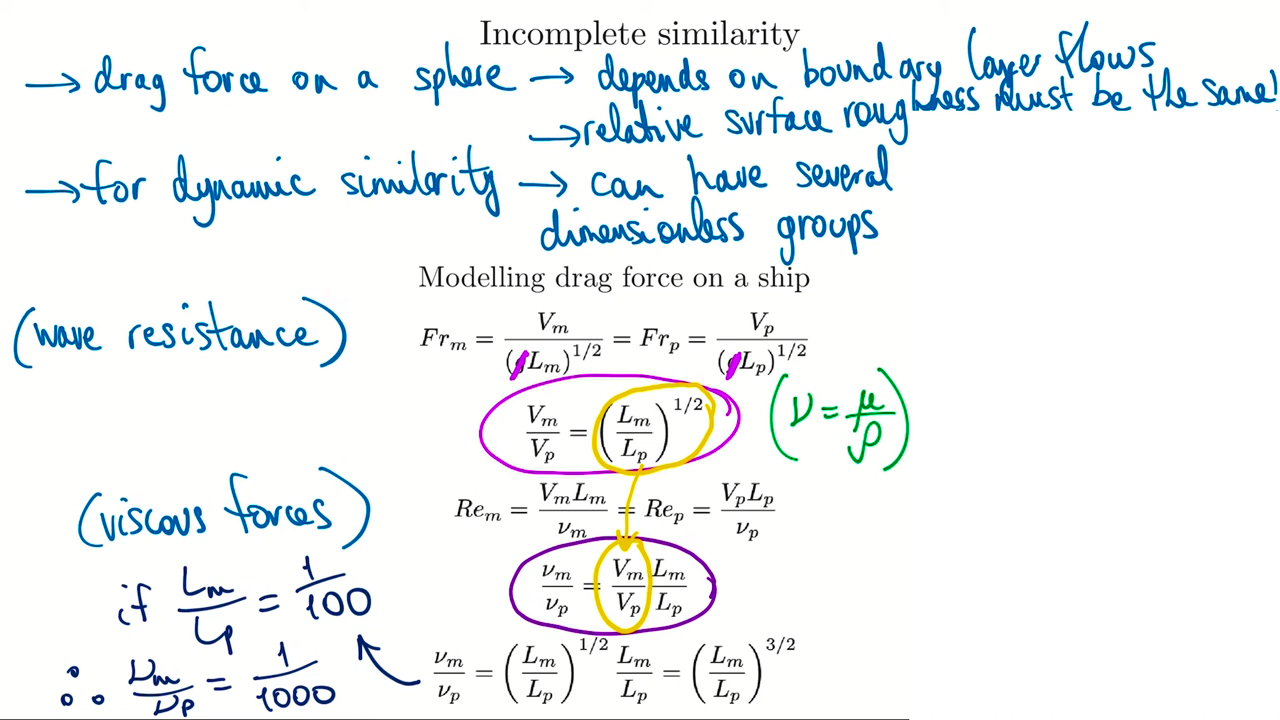 Incomplete similarity
→ drag force on a sphere → depends on boundary layer flows
→ relative surface roughness must be the same!
→ for dynamic similarity → can have several
dimensionless groups
Modelling drag force on a ship
(wave resistance)
Fr_m = V_m / (gL_m)^{1/2} = Fr_p = V_p / (gL_p)^{1/2}
V_m / V_p = (L_m / L_p)^{1/2}
(ν = μ / ρ)
(viscous forces)
Re_m = V_m L_m / ν_m = Re_p = V_p L_p / ν_p
ν_m / ν_p = V_m / V_p L_m / L_p
if L_m / L_p = 1 / 100
ν_m / ν_p = (L_m / L_p)^{1/2} L_m / L_p = (L_m / L_p)^{3/2}
∴ ν_m / ν_p = 1 / 1000